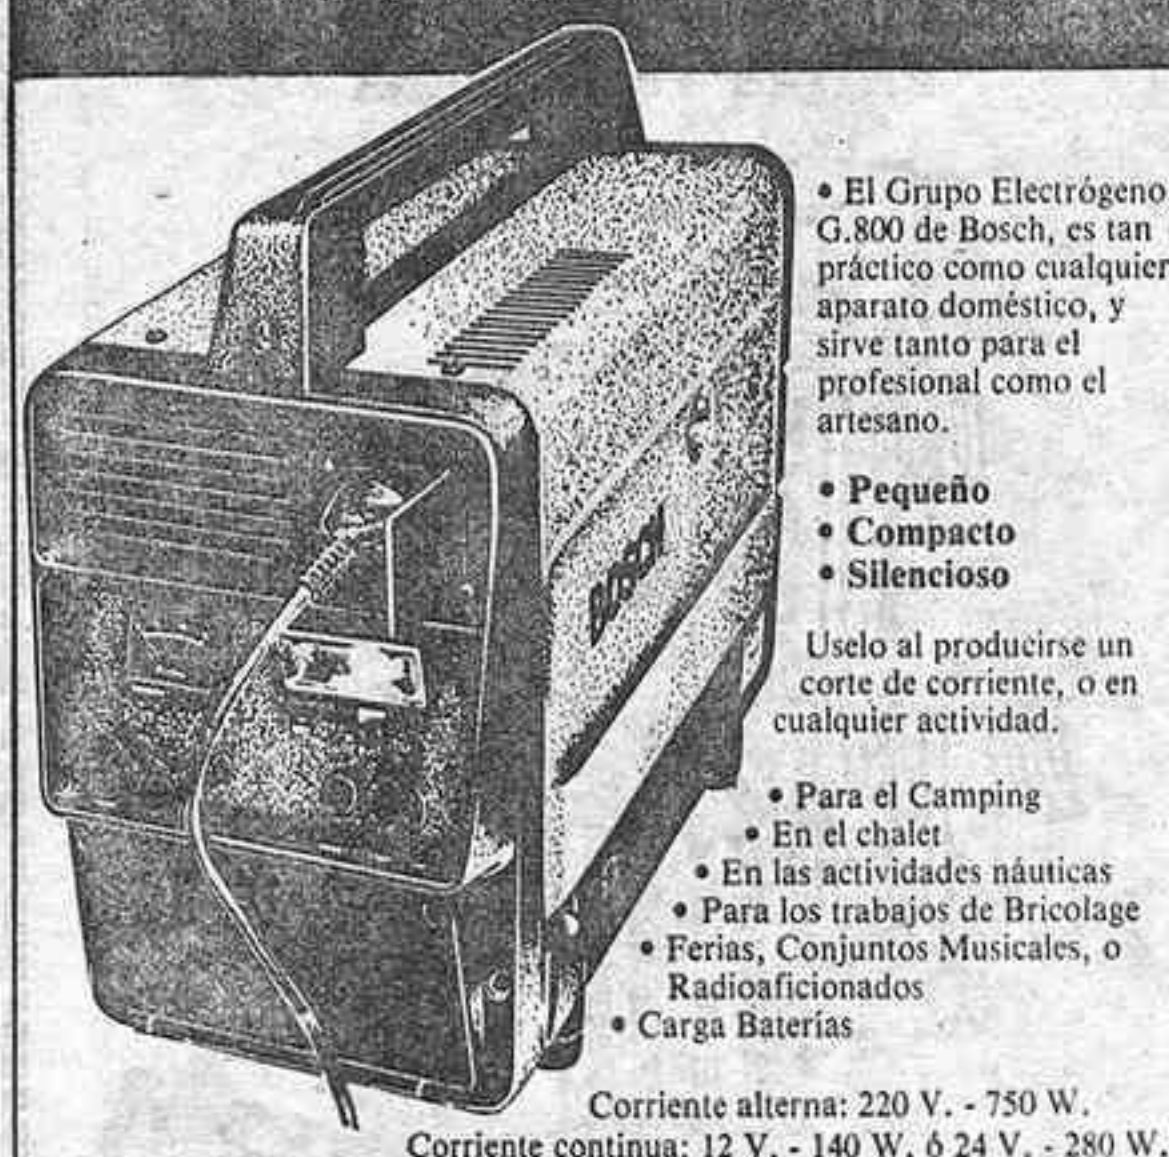 • El Grupo Electrógeno
G.800 de Bosch, es tan
práctico como cualquier
aparato doméstico, y
sirve tanto para el
profesional como el
artesano.
• Pequeño
• Compacto
• Silencioso
BOSCH
Uselo al producirse un
corte de corriente, o en
cualquier actividad.
• Para el Camping
• En el chalet
• En las actividades náuticas
• Para los trabajos de Bricolage
• Ferias, Conjuntos Musicales, o
Radioaficionados
• Carga Baterías
Corriente alterna: 220 V. - 750 W.
Corriente continua: 12 V. - 140 W. ó 24 V. - 280 W.